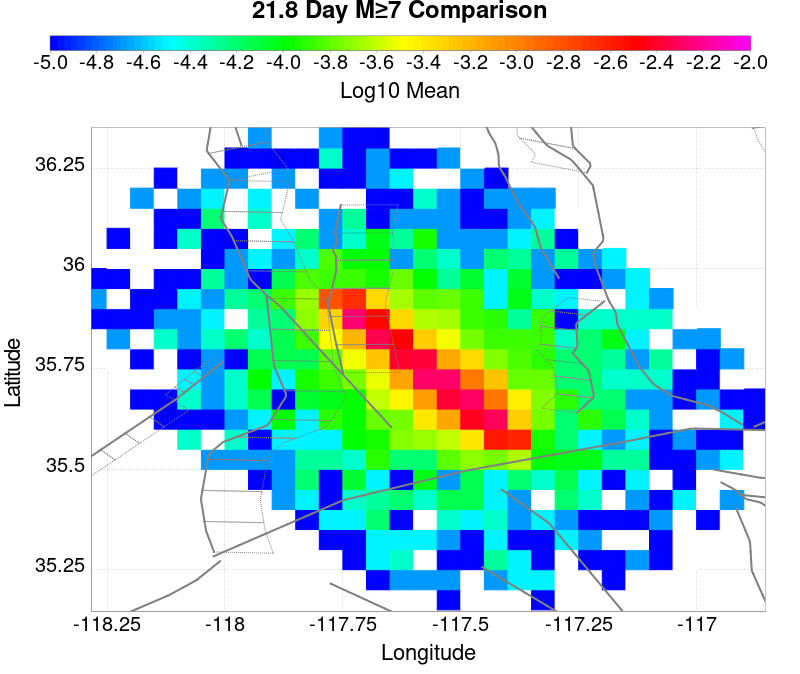 21.8 Day M≥7 Comparison
-5.0 -4.8 -4.6 -4.4 -4.2 -4.0 -3.8 -3.6 -3.4 -3.2 -3.0 -2.8 -2.6 -2.4 -2.2 -2.0
Log10 Mean
36.25
36
35.75
35.5
35.25
Latitude
-118.25 -118 -117.75 -117.5 -117.25 -117
Longitude